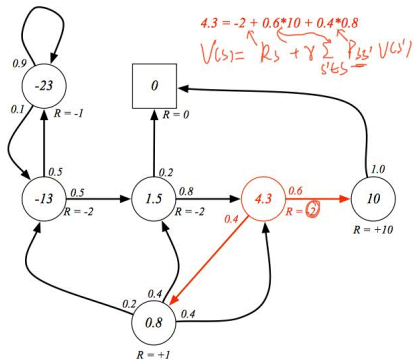 4.3 = -2 + 0.6*10 + 0.4*0.8
V(s) = Rs + γ Σ s'∈S Pss' V(s')
0.9
-23
0
0.1
R = -1
R = 0
1.0
0.5
0.2
-13
0.5
1.5
0.8
4.3
0.6
10
R = -2
R = -2
0.4
R = -2
R = +10
0.2
0.4
0.4
0.8
R = +1